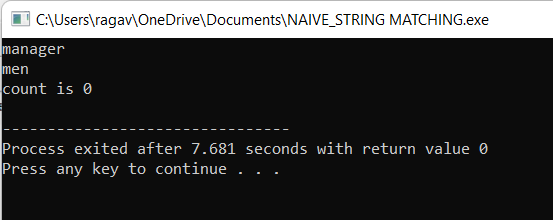 C:\Users\ragav\OneDrive\Documents\NAIVE_STRING MATCHING.exe
manager
men
count is 0
--------------------------------
Process exited after 7.681 seconds with return value 0
Press any key to continue . . .